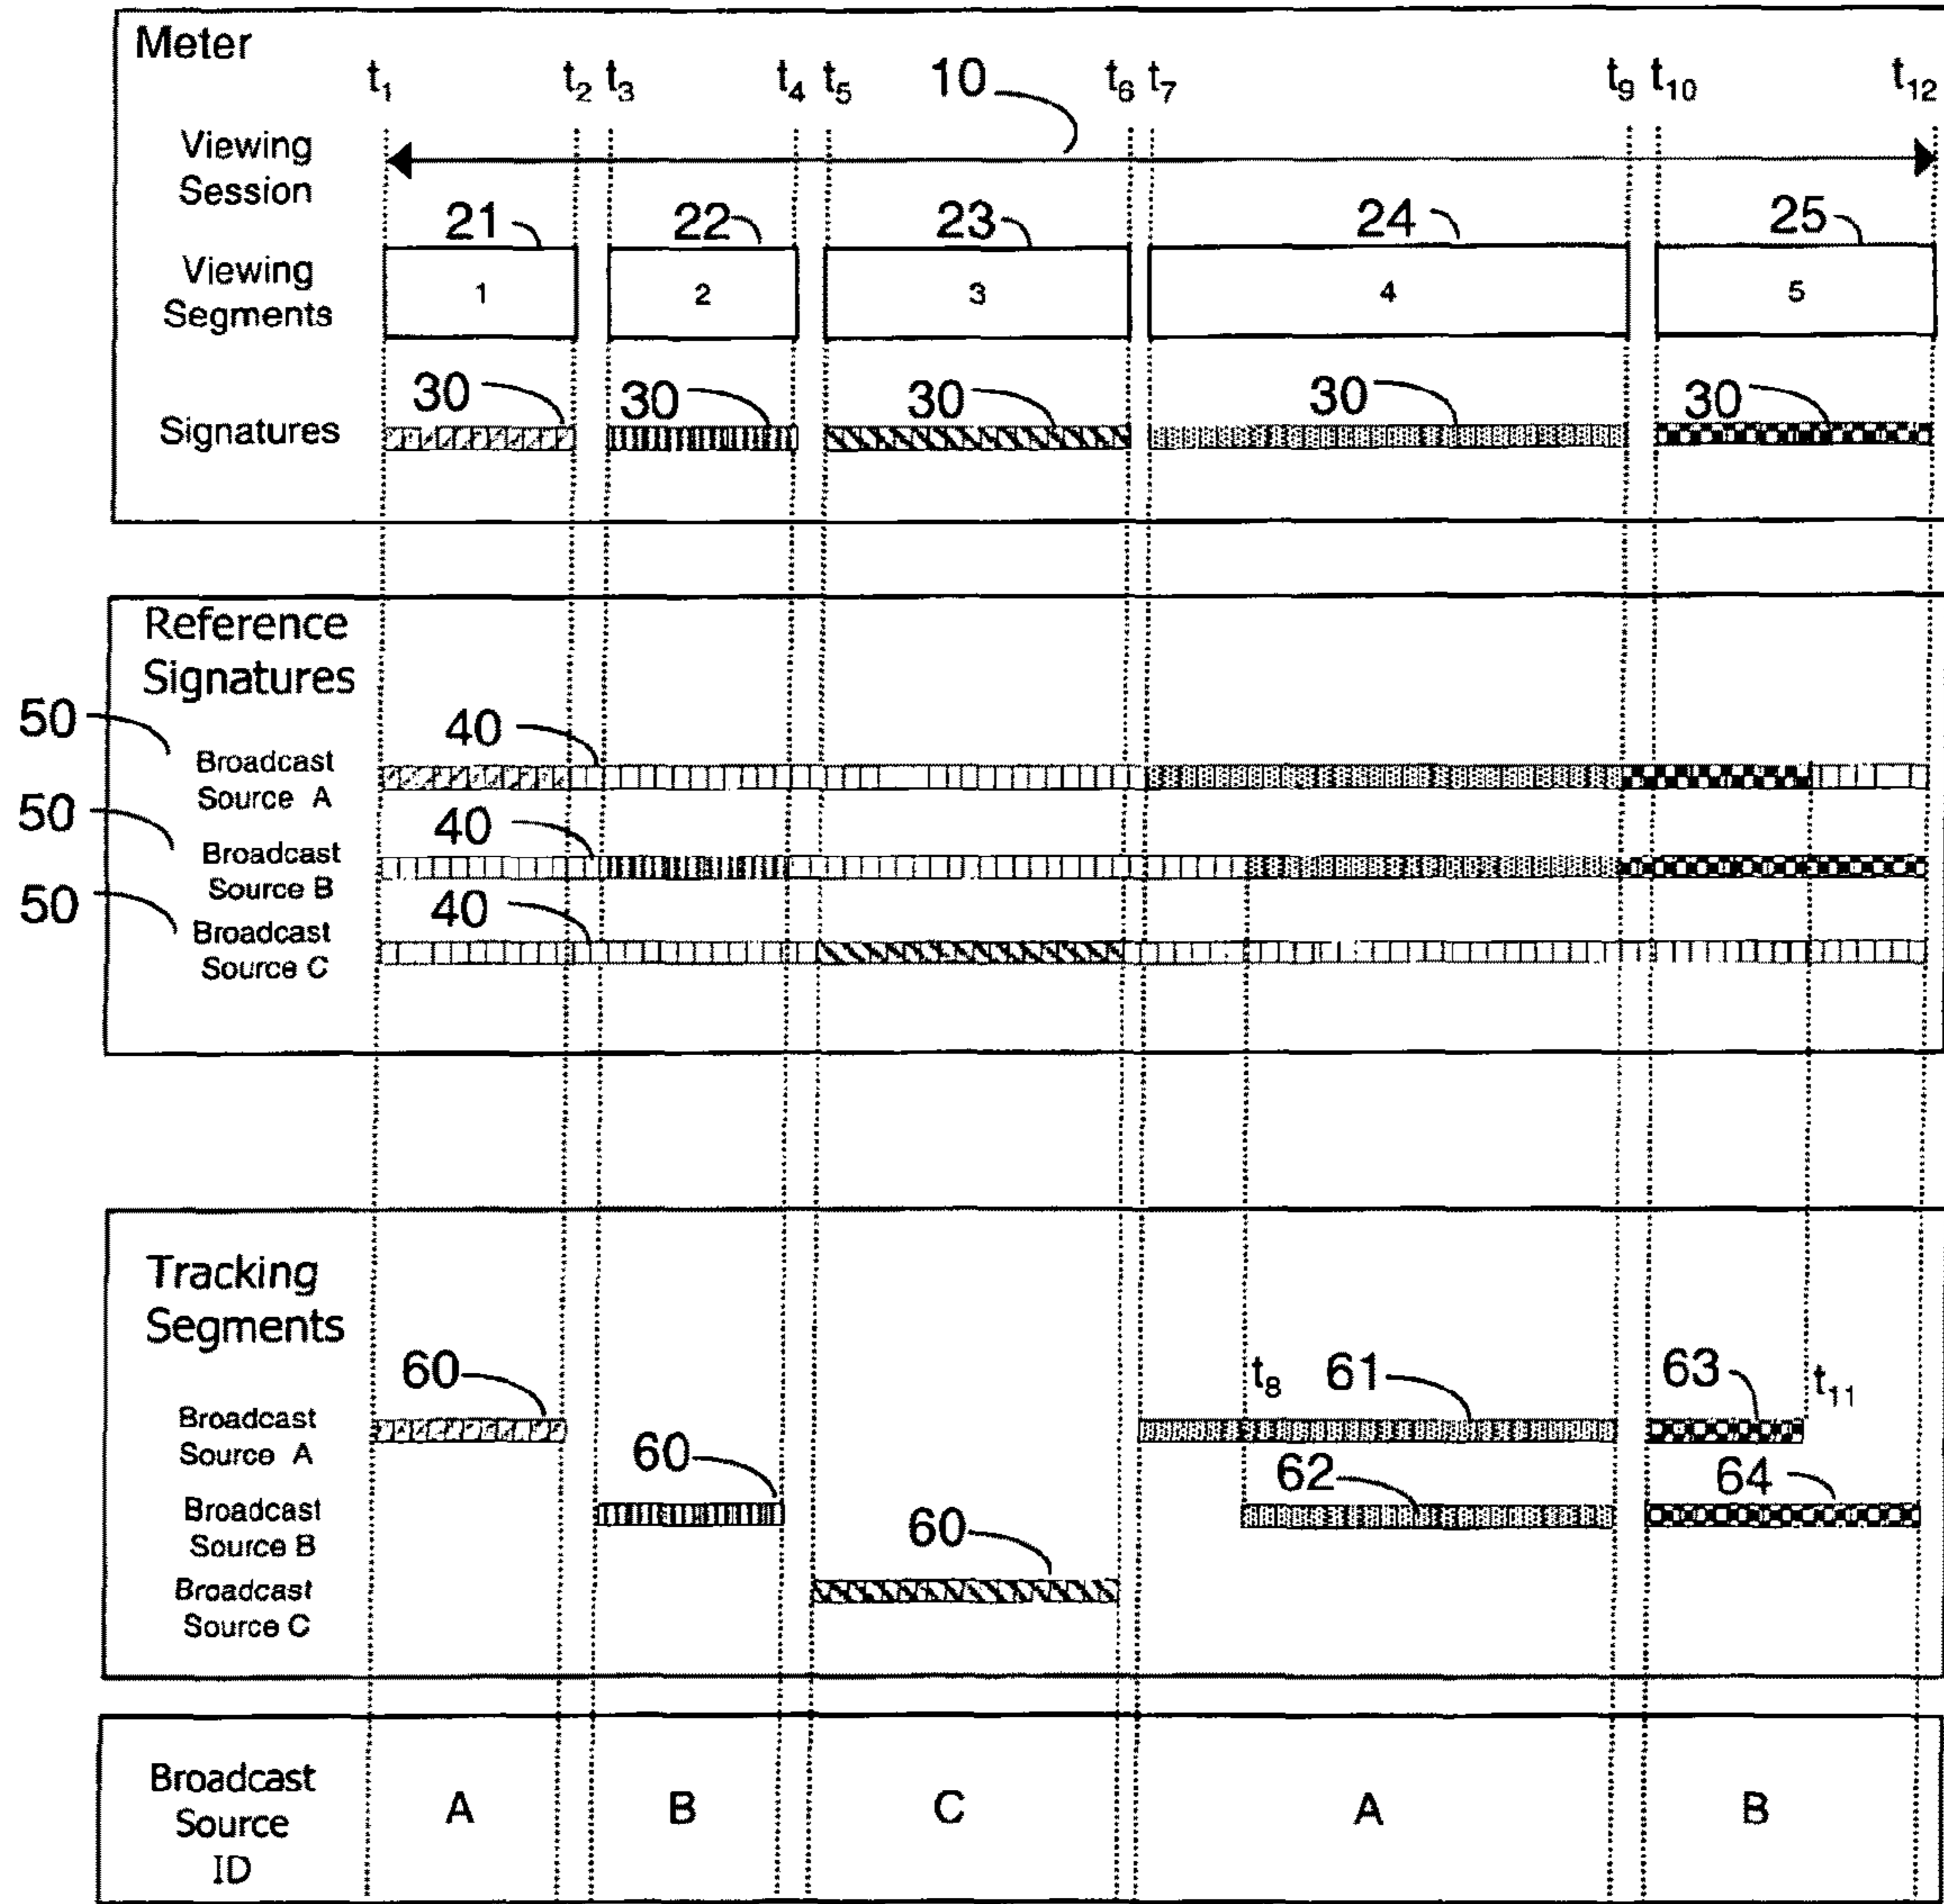 Meter
t1 t2 t3 t4 t5 10 t6 t7 t9 t10 t12
Viewing
Session
21 22 23 24 25
Viewing
Segments
1 2 3 4 5
30 30 30 30 30
Signatures
Reference
Signatures
50 40
Broadcast
Source A
50 40
Broadcast
Source B
50 40
Broadcast
Source C
Tracking
Segments
60 t8 61 63 t11
Broadcast
Source A
60 62 64
Broadcast
Source B
60
Broadcast
Source C
Broadcast
Source
ID
A B C A B